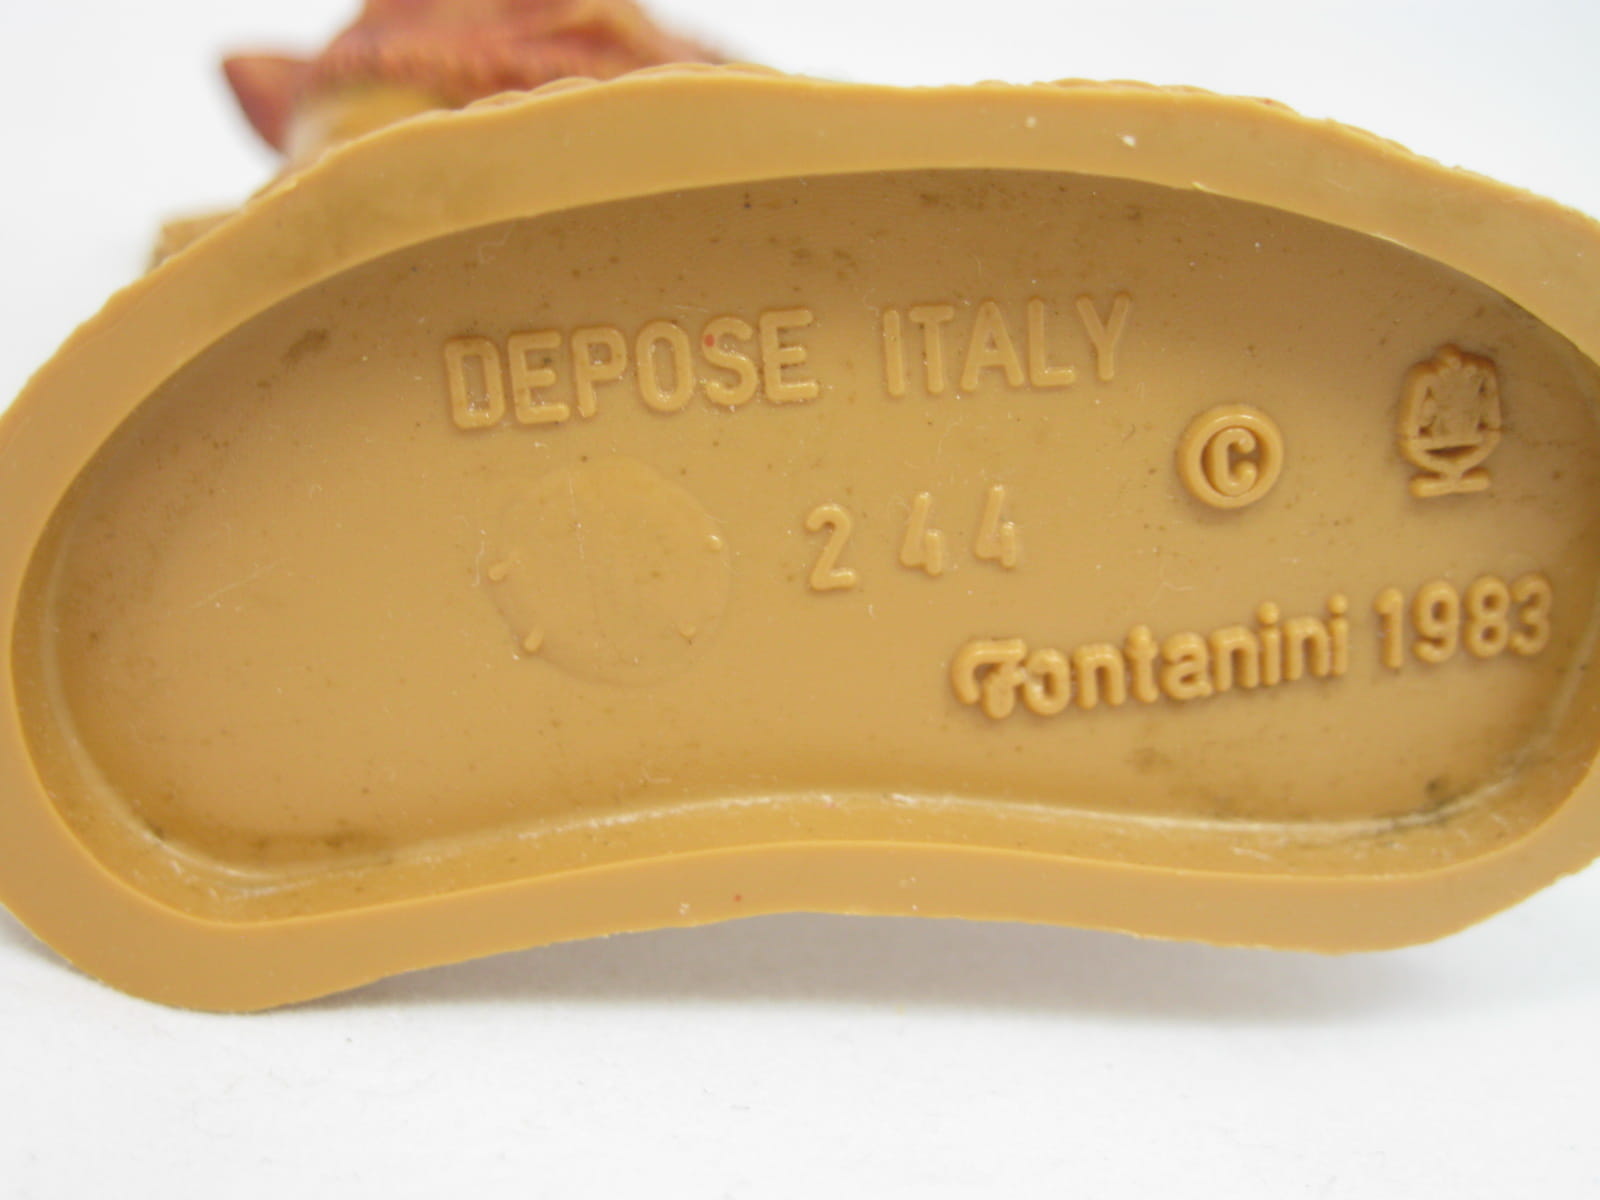 DEPOSE ITALY
©
244
Fontanini 1983